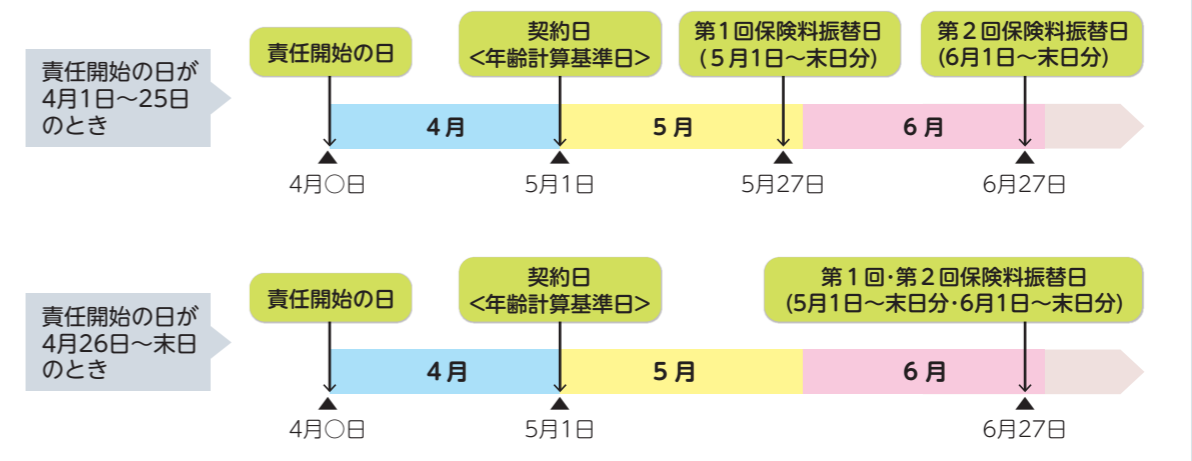 責任開始の日が
4月1日～25日
のとき
責任開始の日
契約日
<年齢計算基準日>
第1回保険料振替日
(5月1日～末日分)
第2回保険料振替日
(6月1日～末日分)
4月
5月
6月
4月○日
5月1日
5月27日
6月27日
責任開始の日が
4月26日～末日
のとき
責任開始の日
契約日
<年齢計算基準日>
第1回·第2回保険料振替日
(5月1日～末日分·6月1日～末日分)
4月
5月
6月
4月○日
5月1日
6月27日